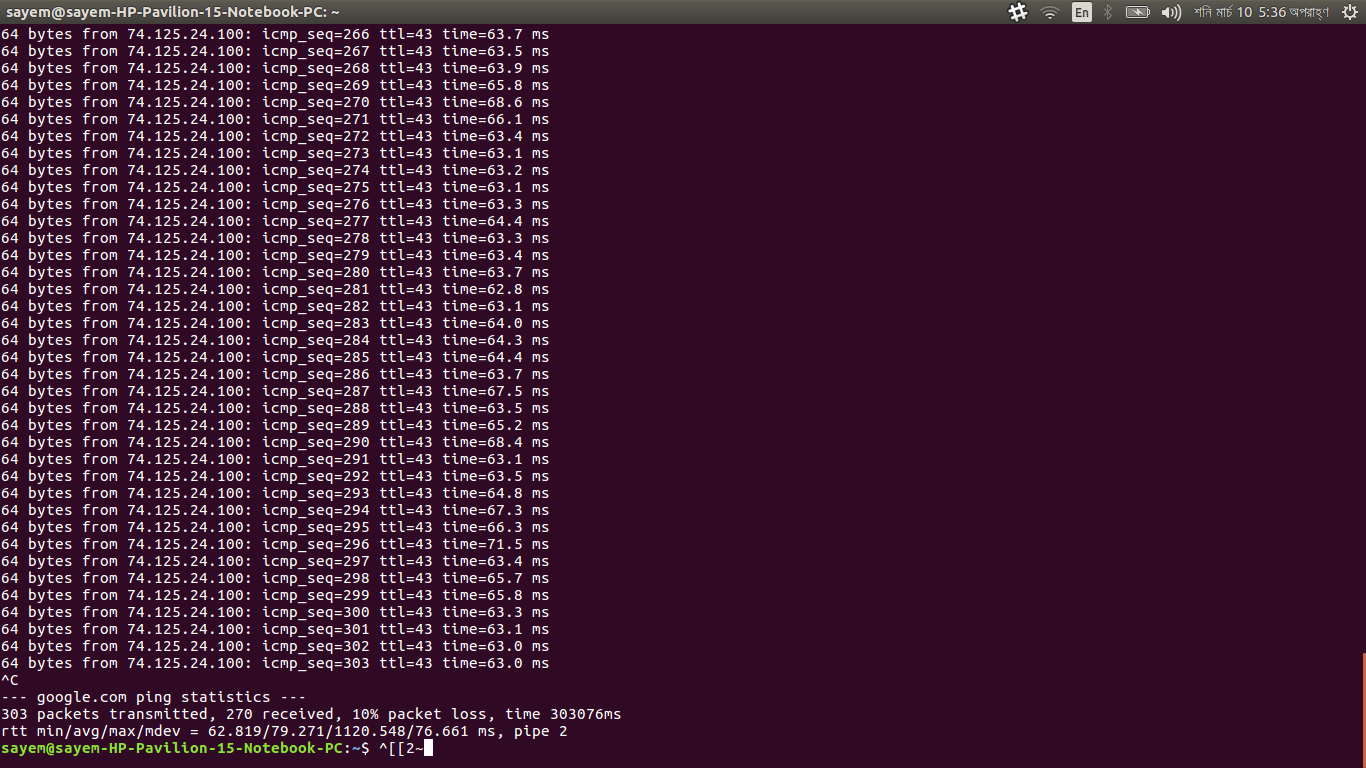 sayem@sayem-HP-Pavilion-15-Notebook-PC: ~ En শনি মার্চ 10 5:36 অপরাহ্ণ
64 bytes from 74.125.24.100: icmp_seq=266 ttl=43 time=63.7 ms
64 bytes from 74.125.24.100: icmp_seq=267 ttl=43 time=63.5 ms
64 bytes from 74.125.24.100: icmp_seq=268 ttl=43 time=63.9 ms
64 bytes from 74.125.24.100: icmp_seq=269 ttl=43 time=65.8 ms
64 bytes from 74.125.24.100: icmp_seq=270 ttl=43 time=68.6 ms
64 bytes from 74.125.24.100: icmp_seq=271 ttl=43 time=66.1 ms
64 bytes from 74.125.24.100: icmp_seq=272 ttl=43 time=63.4 ms
64 bytes from 74.125.24.100: icmp_seq=273 ttl=43 time=63.1 ms
64 bytes from 74.125.24.100: icmp_seq=274 ttl=43 time=63.2 ms
64 bytes from 74.125.24.100: icmp_seq=275 ttl=43 time=63.1 ms
64 bytes from 74.125.24.100: icmp_seq=276 ttl=43 time=63.3 ms
64 bytes from 74.125.24.100: icmp_seq=277 ttl=43 time=64.4 ms
64 bytes from 74.125.24.100: icmp_seq=278 ttl=43 time=63.3 ms
64 bytes from 74.125.24.100: icmp_seq=279 ttl=43 time=63.4 ms
64 bytes from 74.125.24.100: icmp_seq=280 ttl=43 time=63.7 ms
64 bytes from 74.125.24.100: icmp_seq=281 ttl=43 time=62.8 ms
64 bytes from 74.125.24.100: icmp_seq=282 ttl=43 time=63.1 ms
64 bytes from 74.125.24.100: icmp_seq=283 ttl=43 time=64.0 ms
64 bytes from 74.125.24.100: icmp_seq=284 ttl=43 time=64.3 ms
64 bytes from 74.125.24.100: icmp_seq=285 ttl=43 time=64.4 ms
64 bytes from 74.125.24.100: icmp_seq=286 ttl=43 time=63.7 ms
64 bytes from 74.125.24.100: icmp_seq=287 ttl=43 time=67.5 ms
64 bytes from 74.125.24.100: icmp_seq=288 ttl=43 time=63.5 ms
64 bytes from 74.125.24.100: icmp_seq=289 ttl=43 time=65.2 ms
64 bytes from 74.125.24.100: icmp_seq=290 ttl=43 time=68.4 ms
64 bytes from 74.125.24.100: icmp_seq=291 ttl=43 time=63.1 ms
64 bytes from 74.125.24.100: icmp_seq=292 ttl=43 time=63.5 ms
64 bytes from 74.125.24.100: icmp_seq=293 ttl=43 time=64.8 ms
64 bytes from 74.125.24.100: icmp_seq=294 ttl=43 time=67.3 ms
64 bytes from 74.125.24.100: icmp_seq=295 ttl=43 time=66.3 ms
64 bytes from 74.125.24.100: icmp_seq=296 ttl=43 time=71.5 ms
64 bytes from 74.125.24.100: icmp_seq=297 ttl=43 time=63.4 ms
64 bytes from 74.125.24.100: icmp_seq=298 ttl=43 time=65.7 ms
64 bytes from 74.125.24.100: icmp_seq=299 ttl=43 time=65.8 ms
64 bytes from 74.125.24.100: icmp_seq=300 ttl=43 time=63.3 ms
64 bytes from 74.125.24.100: icmp_seq=301 ttl=43 time=63.1 ms
64 bytes from 74.125.24.100: icmp_seq=302 ttl=43 time=63.0 ms
64 bytes from 74.125.24.100: icmp_seq=303 ttl=43 time=63.0 ms
^C
--- google.com ping statistics ---
303 packets transmitted, 270 received, 10% packet loss, time 303076ms
rtt min/avg/max/mdev = 62.819/79.271/1120.548/76.661 ms, pipe 2
sayem@sayem-HP-Pavilion-15-Notebook-PC:~$ ^[[2~